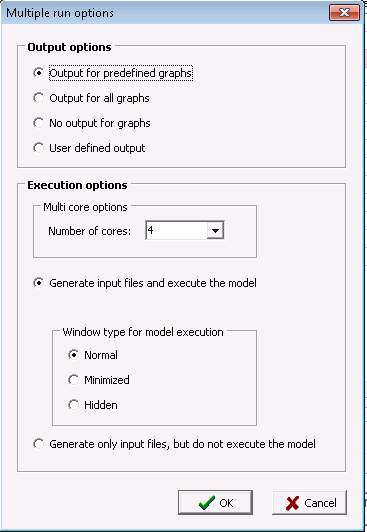 Multiple run options
Output options
Output for predefined graphs
Output for all graphs
No output for graphs
User defined output
Execution options
Multi core options
Number of cores: 4
Generate input files and execute the model
Window type for model execution
Normal
Minimized
Hidden
Generate only input files, but do not execute the model
OK Cancel